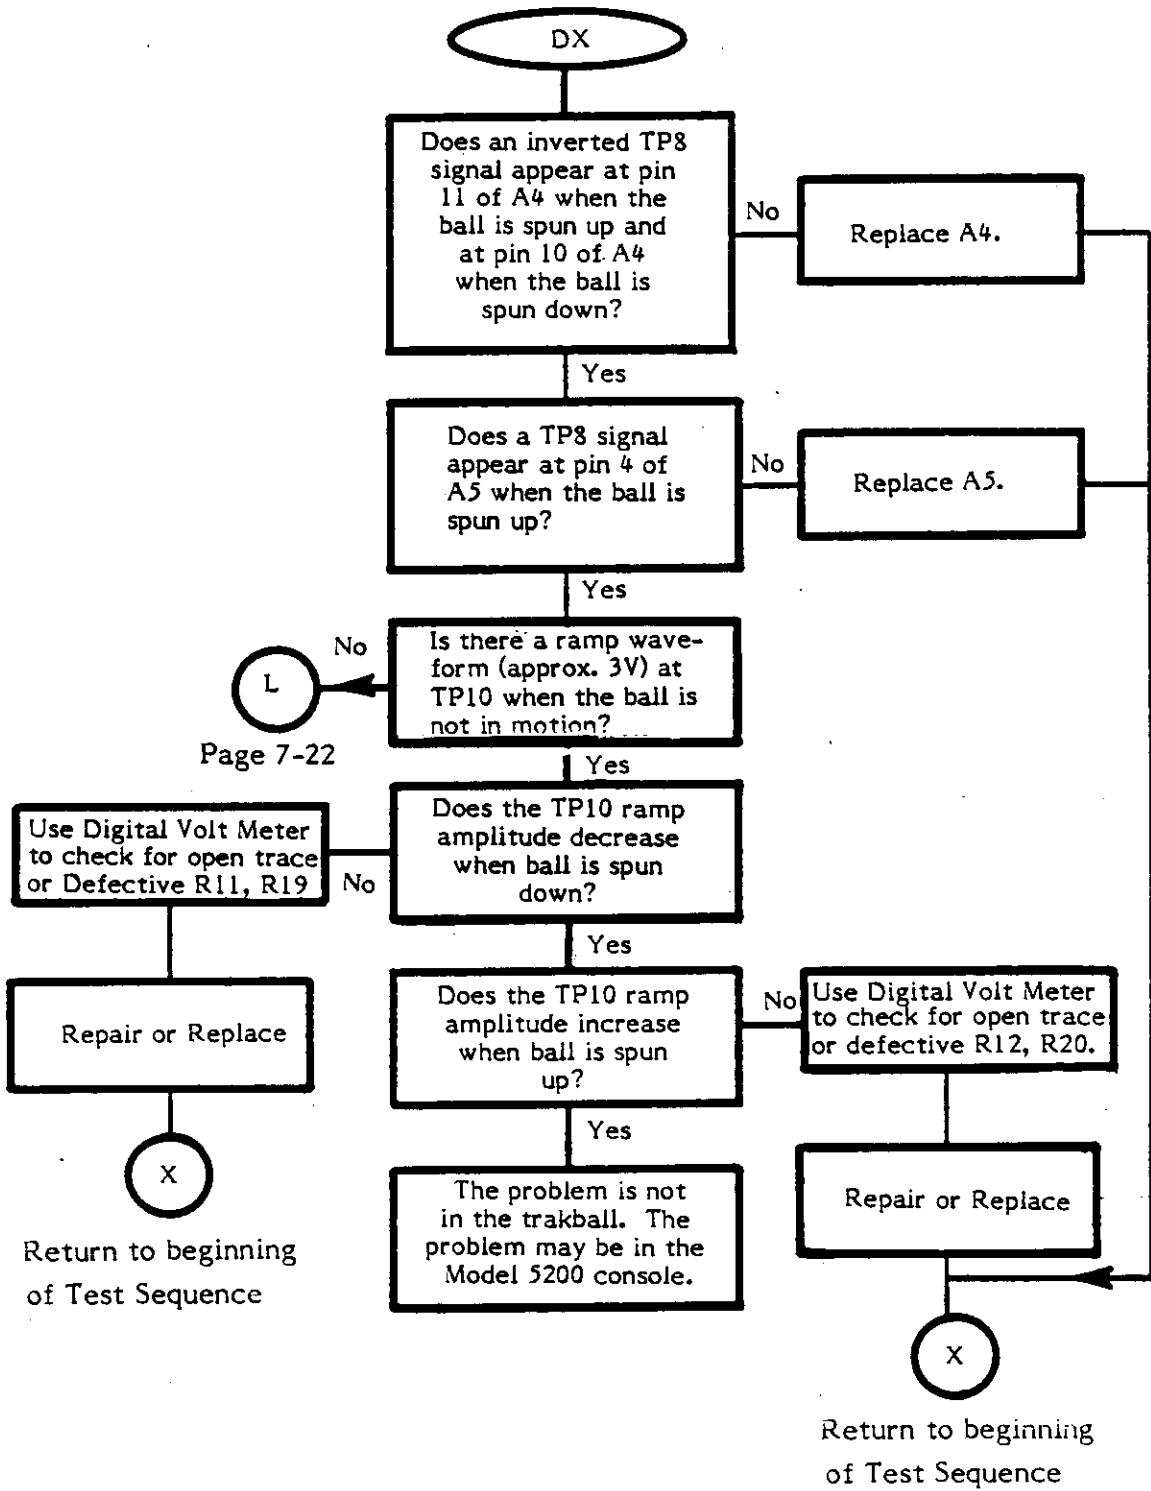 DX
Does an inverted TP8
signal appear at pin
11 of A4 when the
ball is spun up and
at pin 10 of A4
when the ball is
spun down?
No
Replace A4.
Yes
Does a TP8 signal
appear at pin 4 of
A5 when the ball is
spun up?
No
Replace A5.
Yes
Is there a ramp wave-
form (approx. 3V) at
TP10 when the ball is
not in motion?
No
L
Page 7-22
Yes
Does the TP10 ramp
amplitude decrease
when ball is spun
down?
No
Use Digital Volt Meter
to check for open trace
or Defective R11, R19
Repair or Replace
X
Return to beginning
of Test Sequence
Yes
Does the TP10 ramp
amplitude increase
when ball is spun
up?
No
Use Digital Volt Meter
to check for open trace
or defective R12, R20.
Repair or Replace
X
Return to beginning
of Test Sequence
Yes
The problem is not
in the trakball. The
problem may be in the
Model 5200 console.